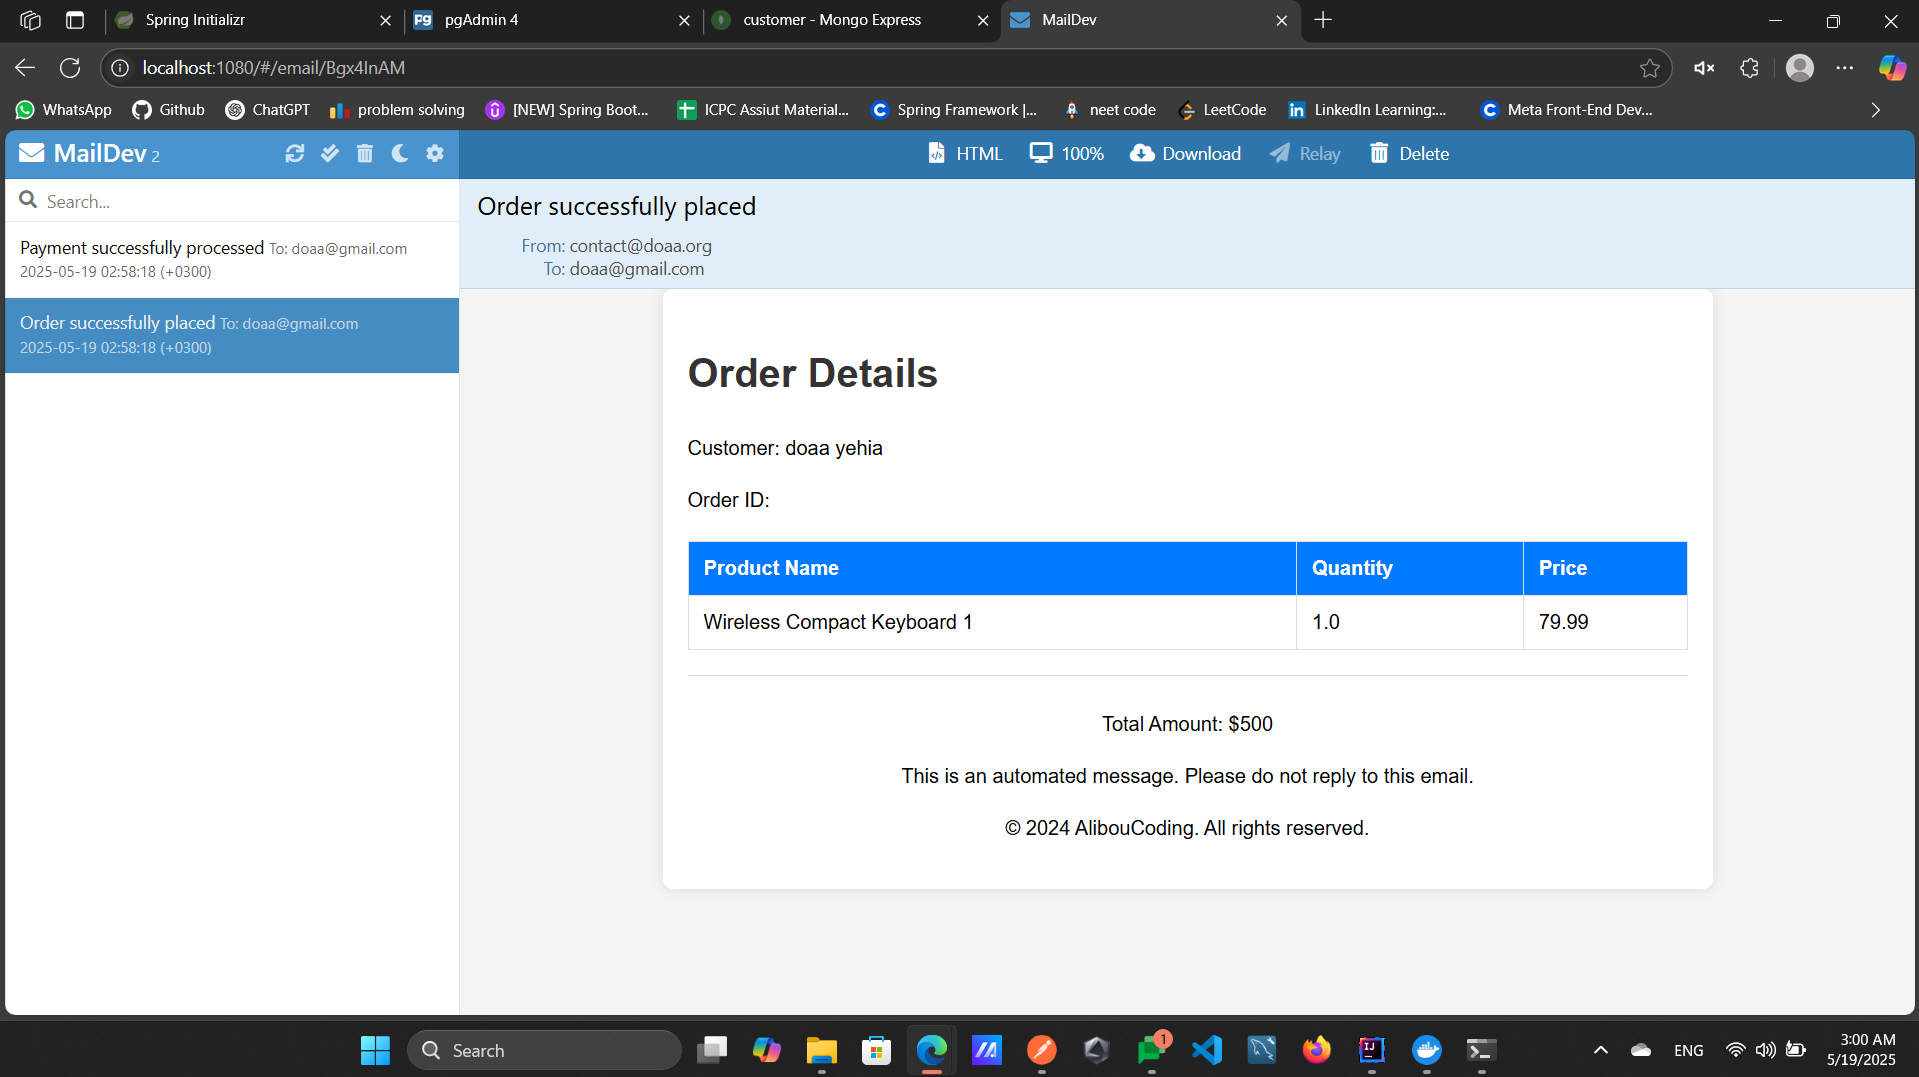 Spring Initializr
pgAdmin 4
customer - Mongo Express
MailDev
localhost:1080/#/email/Bgx4InAM
WhatsApp
Github
ChatGPT
problem solving
[NEW] Spring Boot...
ICPC Assiut Material...
Spring Framework |...
neet code
LeetCode
LinkedIn Learning:...
Meta Front-End Dev...
MailDev 2
HTML
100%
Download
Relay
Delete
Search...
Payment successfully processed To: doaa@gmail.com
2025-05-19 02:58:18 (+0300)
Order successfully placed To: doaa@gmail.com
2025-05-19 02:58:18 (+0300)
Order successfully placed
From: contact@doaa.org
To: doaa@gmail.com
Order Details
Customer: doaa yehia
Order ID:
Product Name Quantity Price
Wireless Compact Keyboard 1 1.0 79.99
Total Amount: $500
This is an automated message. Please do not reply to this email.
© 2024 AlibouCoding. All rights reserved.
Search
1
ENG
3:00 AM
5/19/2025